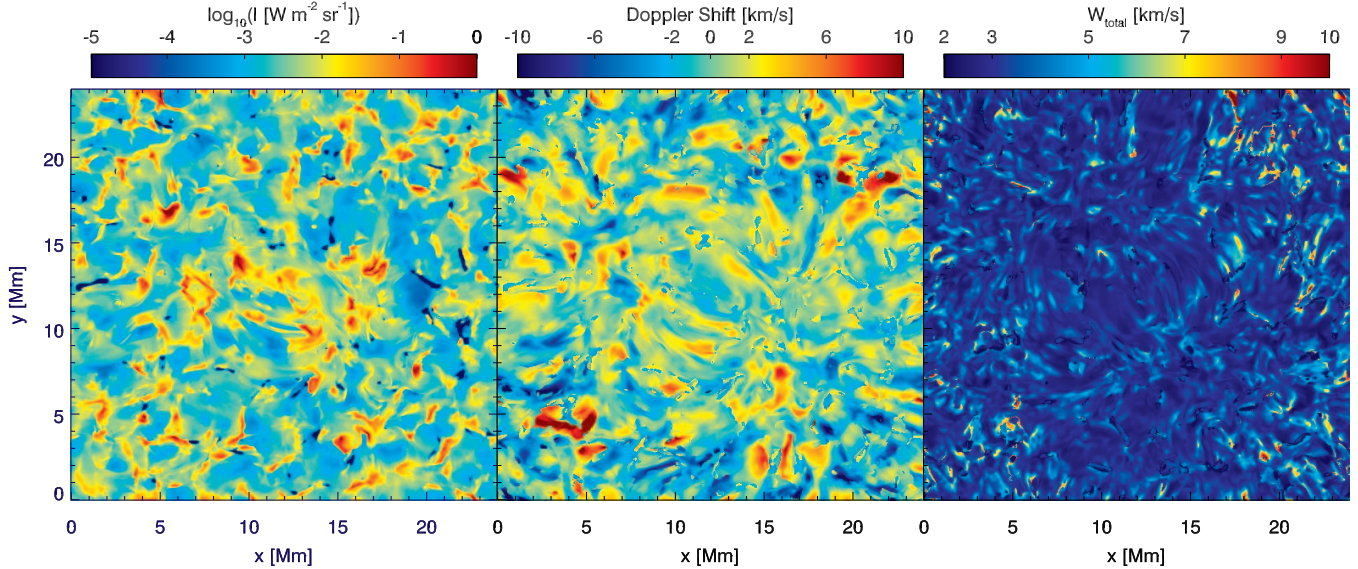 log₁₀(I [W m⁻² sr⁻¹]) Doppler Shift [km/s] W_total [km/s]
-5 -4 -3 -2 -1 0 -10 -6 -2 0 2 6 10 2 3 5 7 9 10
20
15
y [Mm]
10
5
0
0 5 10 15 20 0 5 10 15 20 0 5 10 15 20
x [Mm] x [Mm] x [Mm]